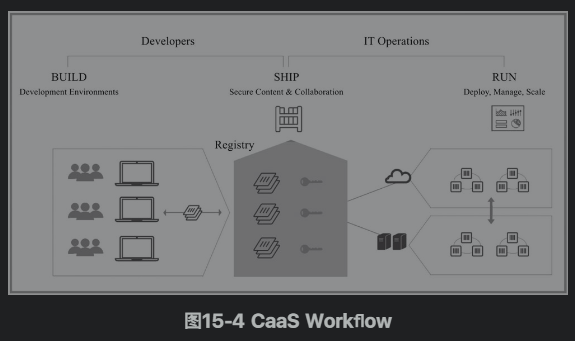 Developers
IT Operations
BUILD
SHIP
RUN
Development Environments
Secure Content & Collaboration
Deploy, Manage, Scale
Registry
图15-4 CaaS Workflow